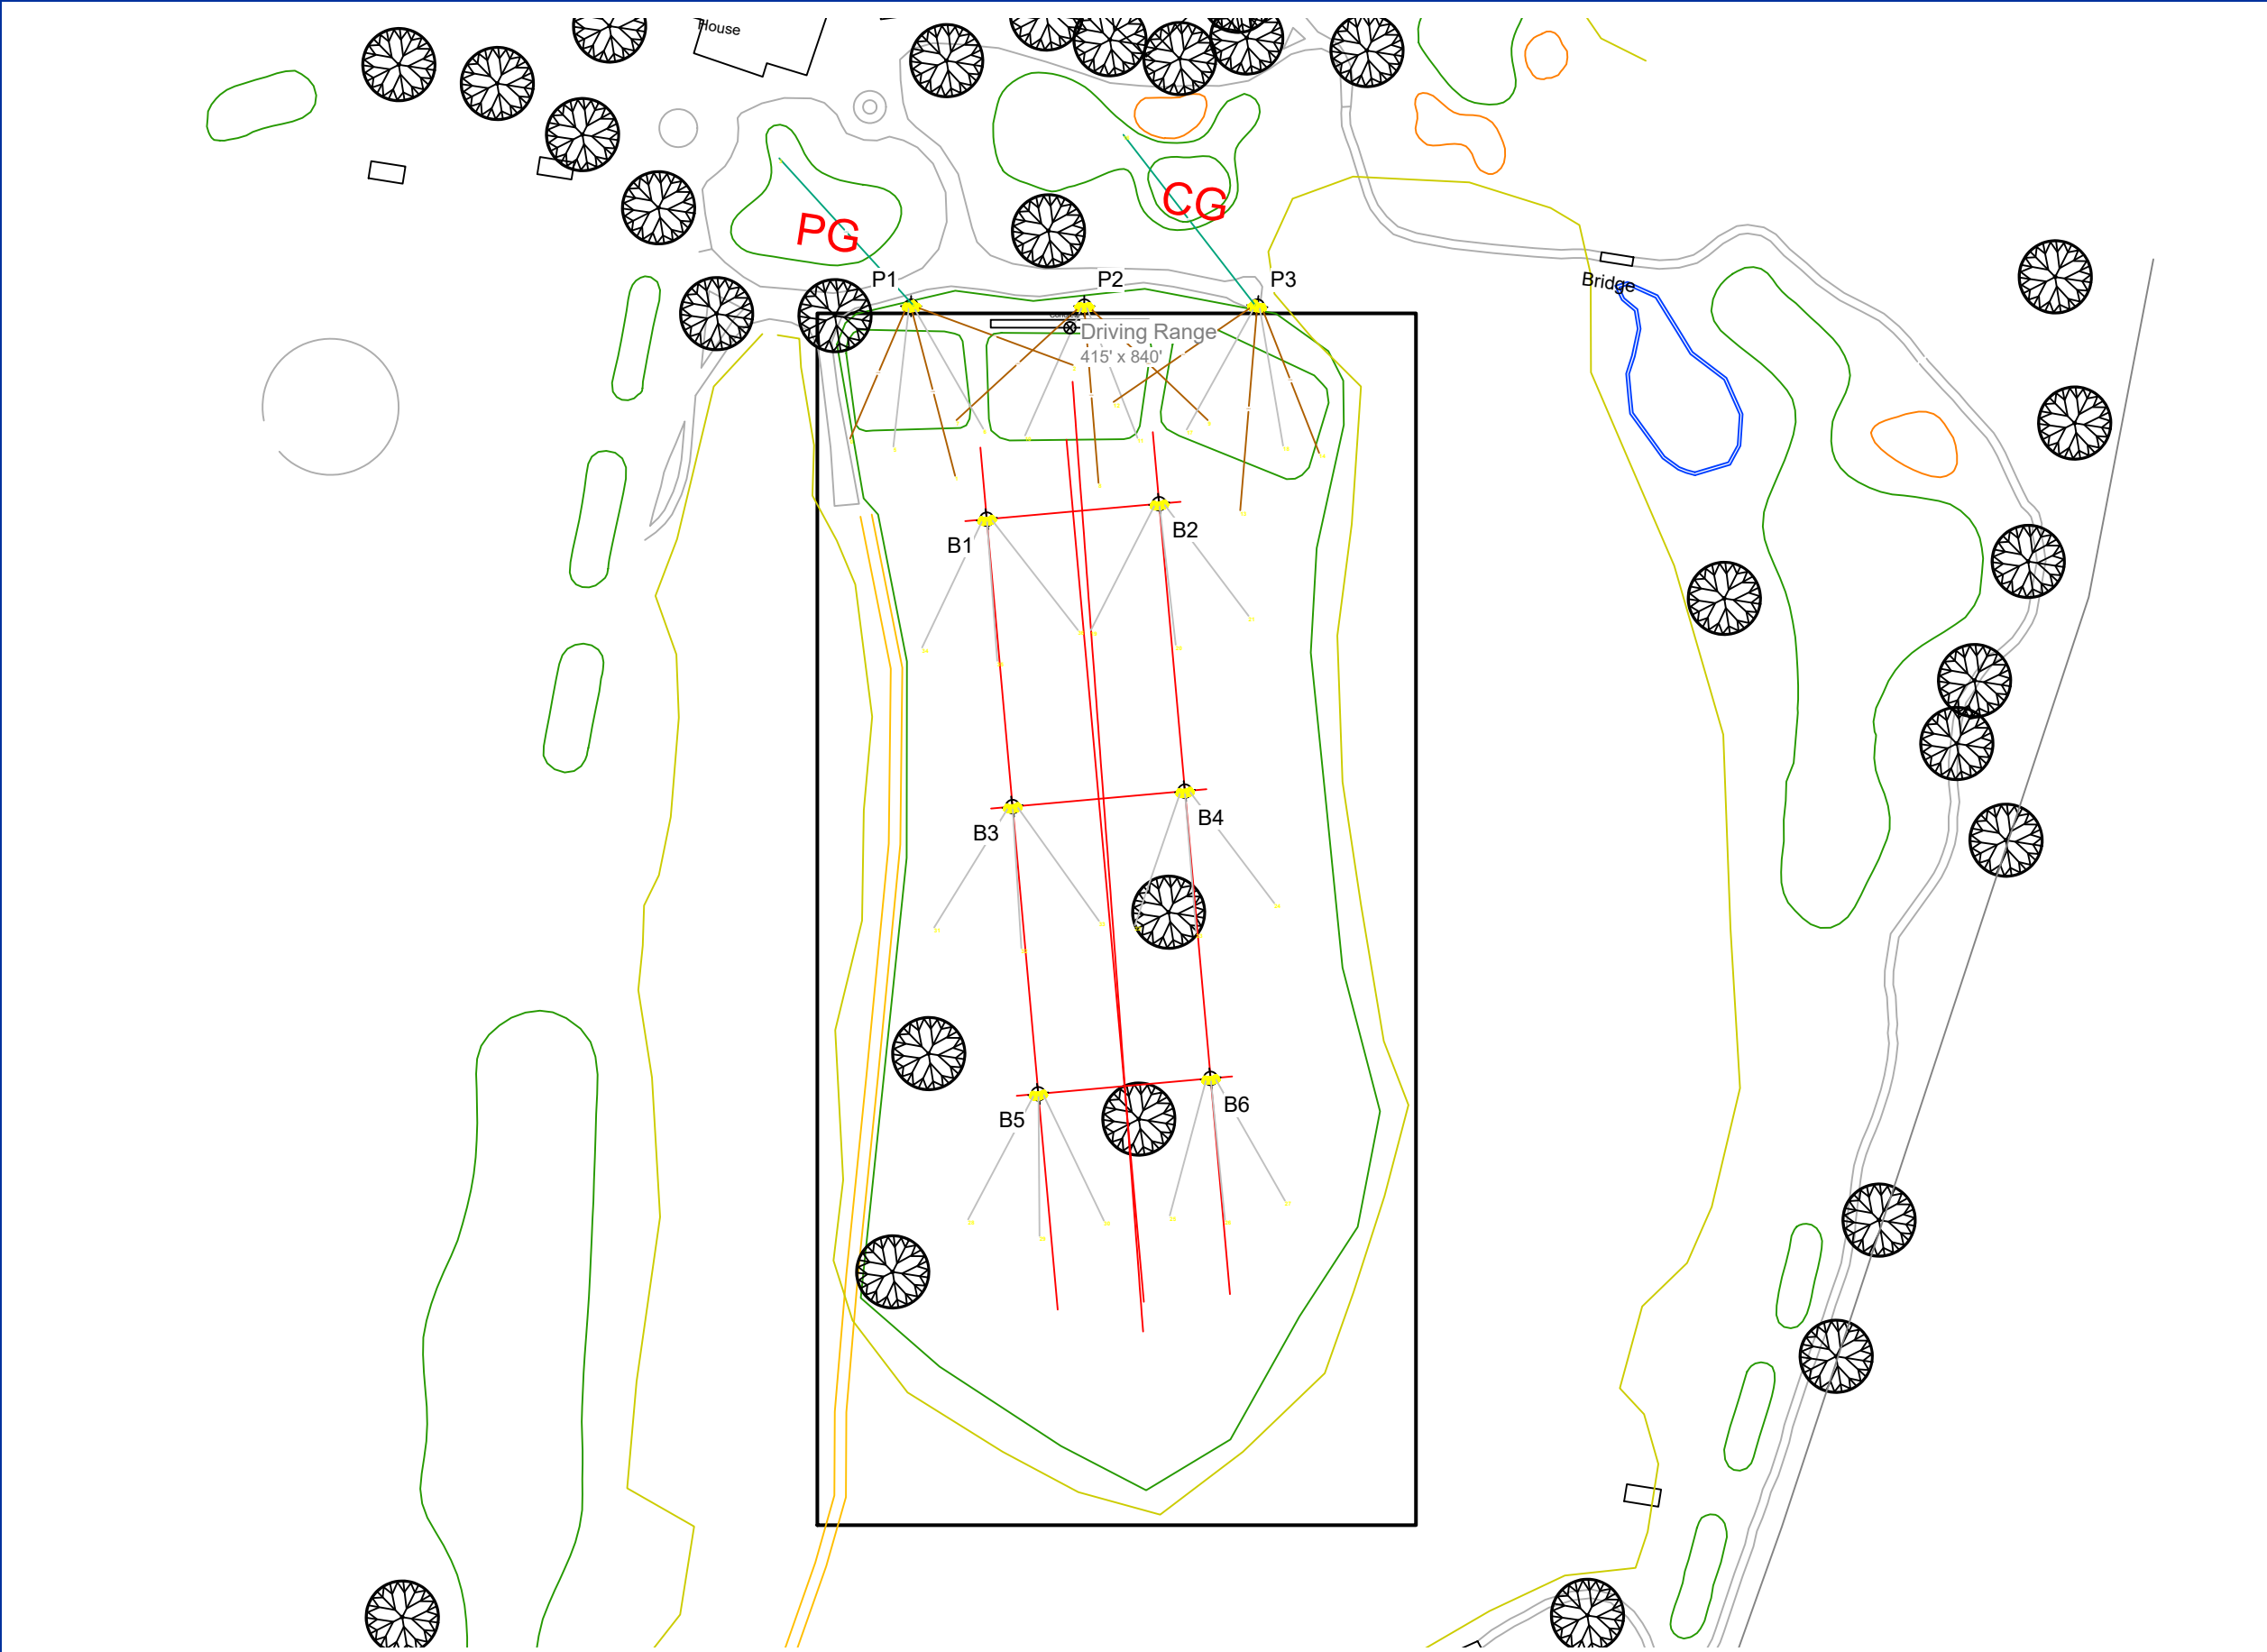 House
CG
PG
P1
P2
P3
Bridge
Driving Range
415' x 840'
B1
B2
B3
B4
B5
B6